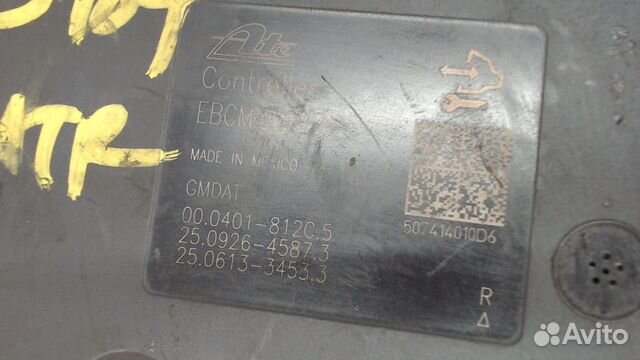 Ate
Controller
EBCM
MADE IN MEXICO
GMDAT
00.0401-812C.5
25.0926-4587.3
25.0613-3453.3
507414010D6
R
Δ
Avito